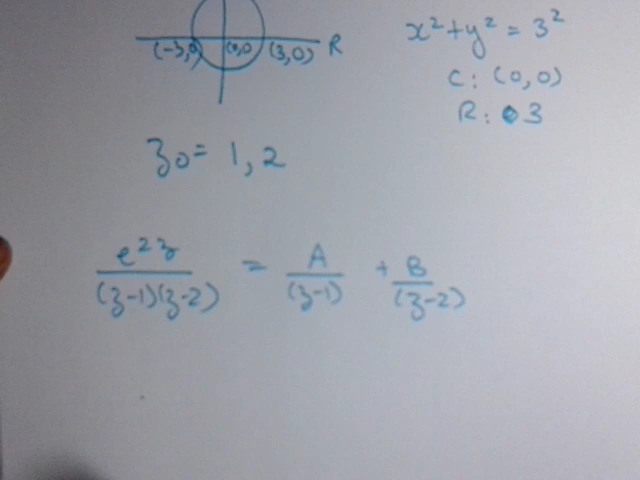 (-3,0) (0,0 (3,0) R
x² + y² = 3²
C: (0,0)
R: 3
z0 = 1, 2
e^2z / (z-1)(z-2) = A / (z-1) + B / (z-2)